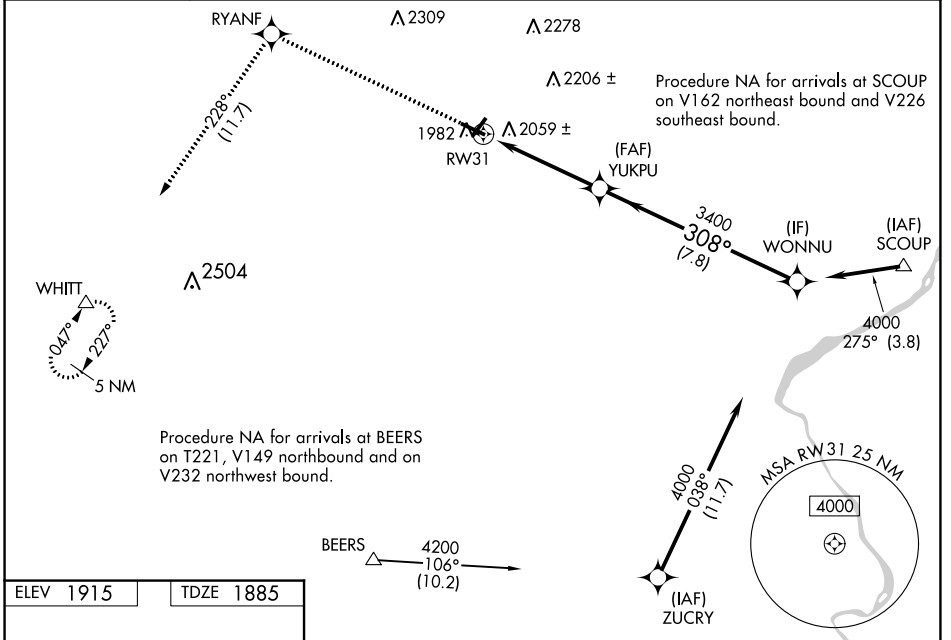 RYANF
2309
2278
2206 ±
Procedure NA for arrivals at SCOUP
on V162 northeast bound and V226
southeast bound.
228°
(11.7)
1982
2059 ±
RW31
(FAF)
YUKPU
3400
308°
(7.8)
(IF)
WONNU
(IAF)
SCOUP
4000
275° (3.8)
2504
WHITT
047°
227°
5 NM
Procedure NA for arrivals at BEERS
on T221, V149 northbound and on
V232 northwest bound.
4000
038°
(11.7)
MSA RW31 25 NM
4000
BEERS
4200
106°
(10.2)
(IAF)
ZUCRY
ELEV 1915
TDZE 1885